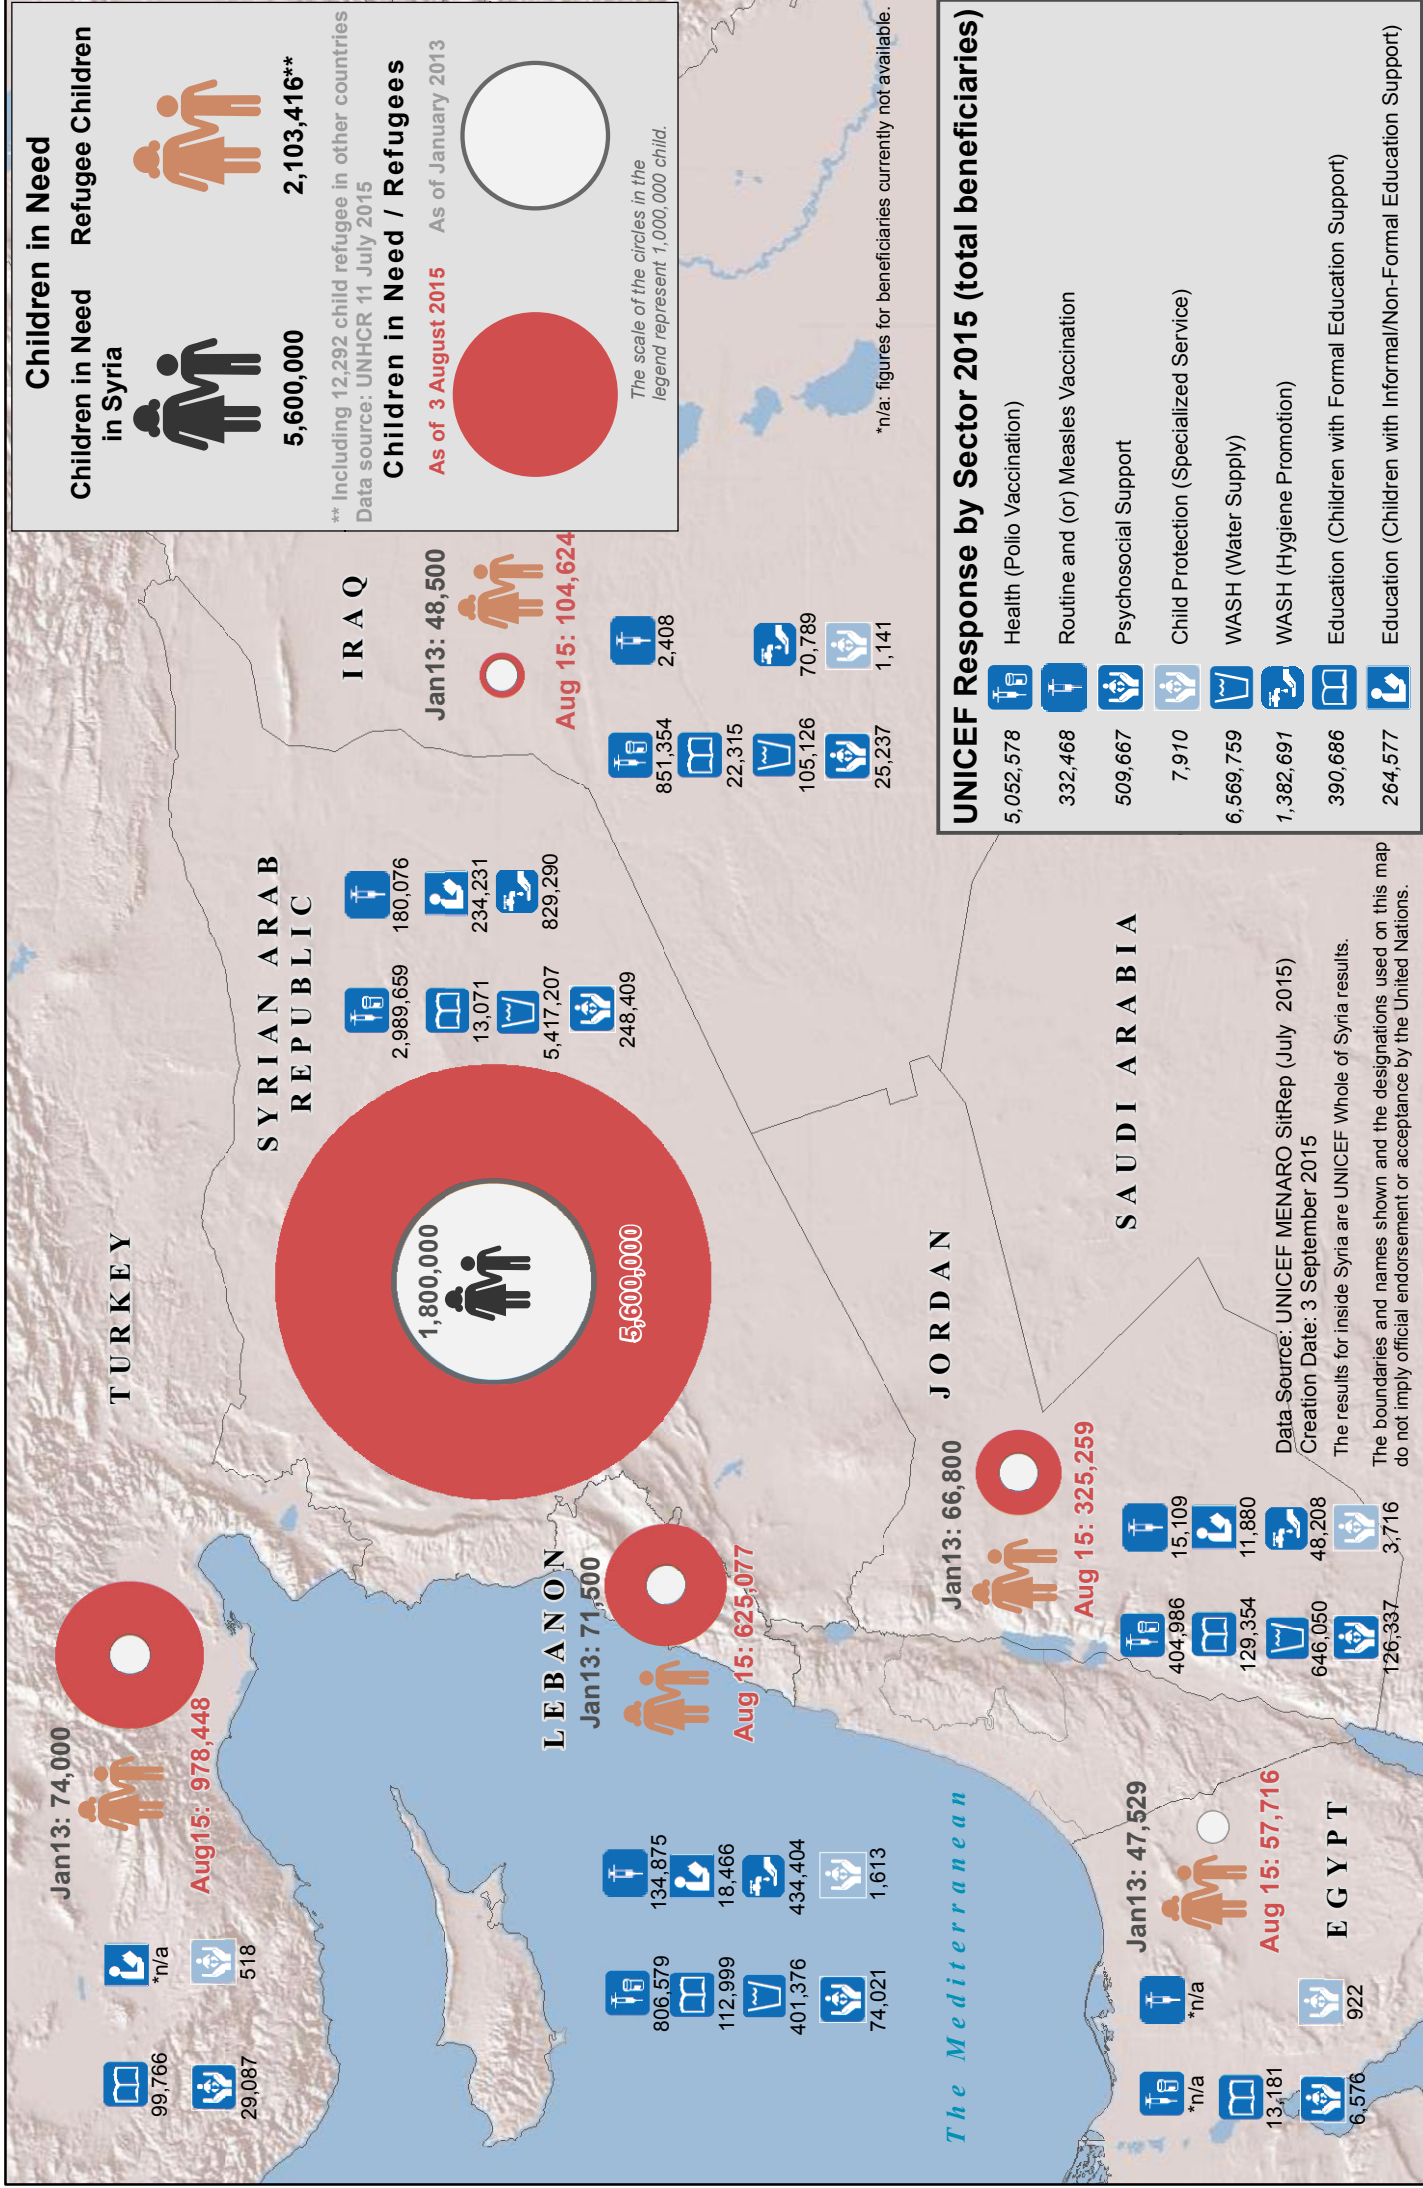 Children in Need
Children in Need
in Syria
Refugee Children
5,600,000
2,103,416**
** Including 12,292 child refugee in other countries
Data source: UNHCR 11 July 2015
Children in Need / Refugees
As of 3 August 2015
As of January 2013
The scale of the circles in the
legend represent 1,000,000 child.
*n/a: figures for beneficiaries currently not available.
TURKEY
Jan13: 74,000
Aug15: 978,448
99,766
*n/a
29,087
518
SYRIAN ARAB
REPUBLIC
1,800,000
5,600,000
2,989,659
180,076
13,071
234,231
5,417,207
829,290
248,409
IRAQ
Jan13: 48,500
Aug 15: 104,624
851,354
2,408
22,315
105,126
70,789
25,237
1,141
LEBANON
Jan13: 71,500
Aug 15: 625,077
806,579
134,875
112,999
18,466
401,376
434,404
74,021
1,613
The Mediterranean
JORDAN
Jan13: 66,800
Aug 15: 325,259
404,986
15,109
129,354
11,880
646,050
48,208
126,337
3,716
EGYPT
Jan13: 47,529
Aug 15: 57,716
*n/a
*n/a
13,181
6,576
922
SAUDI ARABIA
Data Source: UNICEF MENARO SitRep (July 2015)
Creation Date: 3 September 2015
The results for inside Syria are UNICEF Whole of Syria results.
The boundaries and names shown and the designations used on this map
do not imply official endorsement or acceptance by the United Nations.
UNICEF Response by Sector 2015 (total beneficiaries)
5,052,578 Health (Polio Vaccination)
332,468 Routine and (or) Measles Vaccination
509,667 Psychosocial Support
7,910 Child Protection (Specialized Service)
6,569,759 WASH (Water Supply)
1,382,691 WASH (Hygiene Promotion)
390,686 Education (Children with Formal Education Support)
264,577 Education (Children with Informal/Non-Formal Education Support)